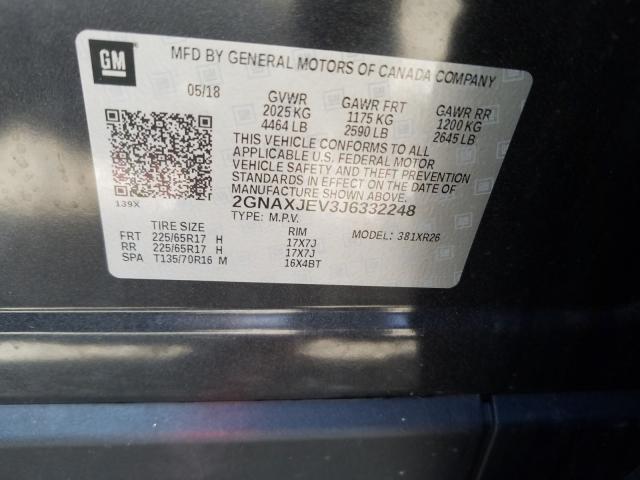 GM
MFD BY GENERAL MOTORS OF CANADA COMPANY
05/18 GVWR GAWR FRT GAWR RR
2025 KG 1175 KG 1200 KG
4464 LB 2590 LB 2645 LB
THIS VEHICLE CONFORMS TO ALL
APPLICABLE U.S. FEDERAL MOTOR
VEHICLE SAFETY AND THEFT PREVENTION
STANDARDS IN EFFECT ON THE DATE OF
MANUFACTURE SHOWN ABOVE.
139X 2GNAXJEV3J6332248
TYPE: M.P.V. MODEL: 381XR26
TIRE SIZE RIM
FRT 225/65R17 H 17X7J
RR 225/65R17 H 17X7J
SPA T135/70R16 M 16X4BT